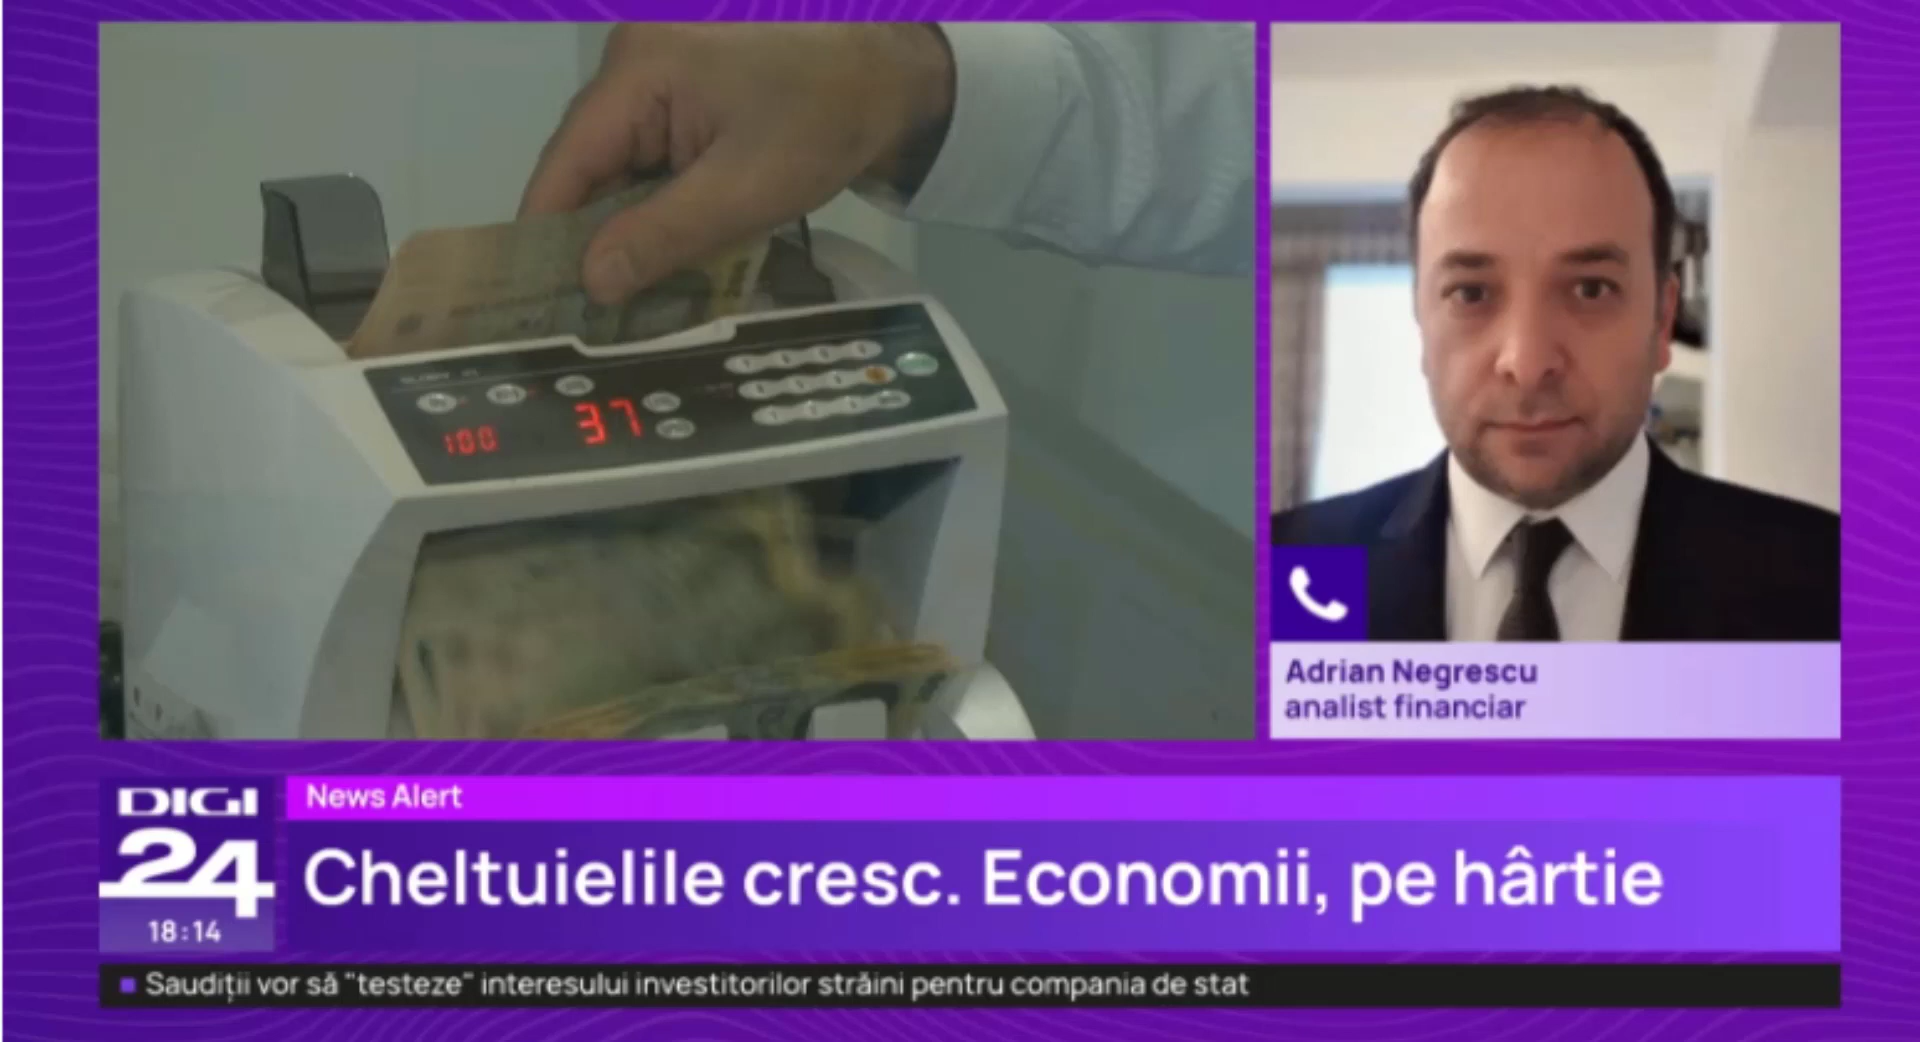 100
37
Adrian Negrescu
analist financiar
DIGI
24
18:14
News Alert
Cheltuielile cresc. Economii, pe hârtie
Saudiții vor să "testeze" interesului investitorilor străini pentru compania de stat